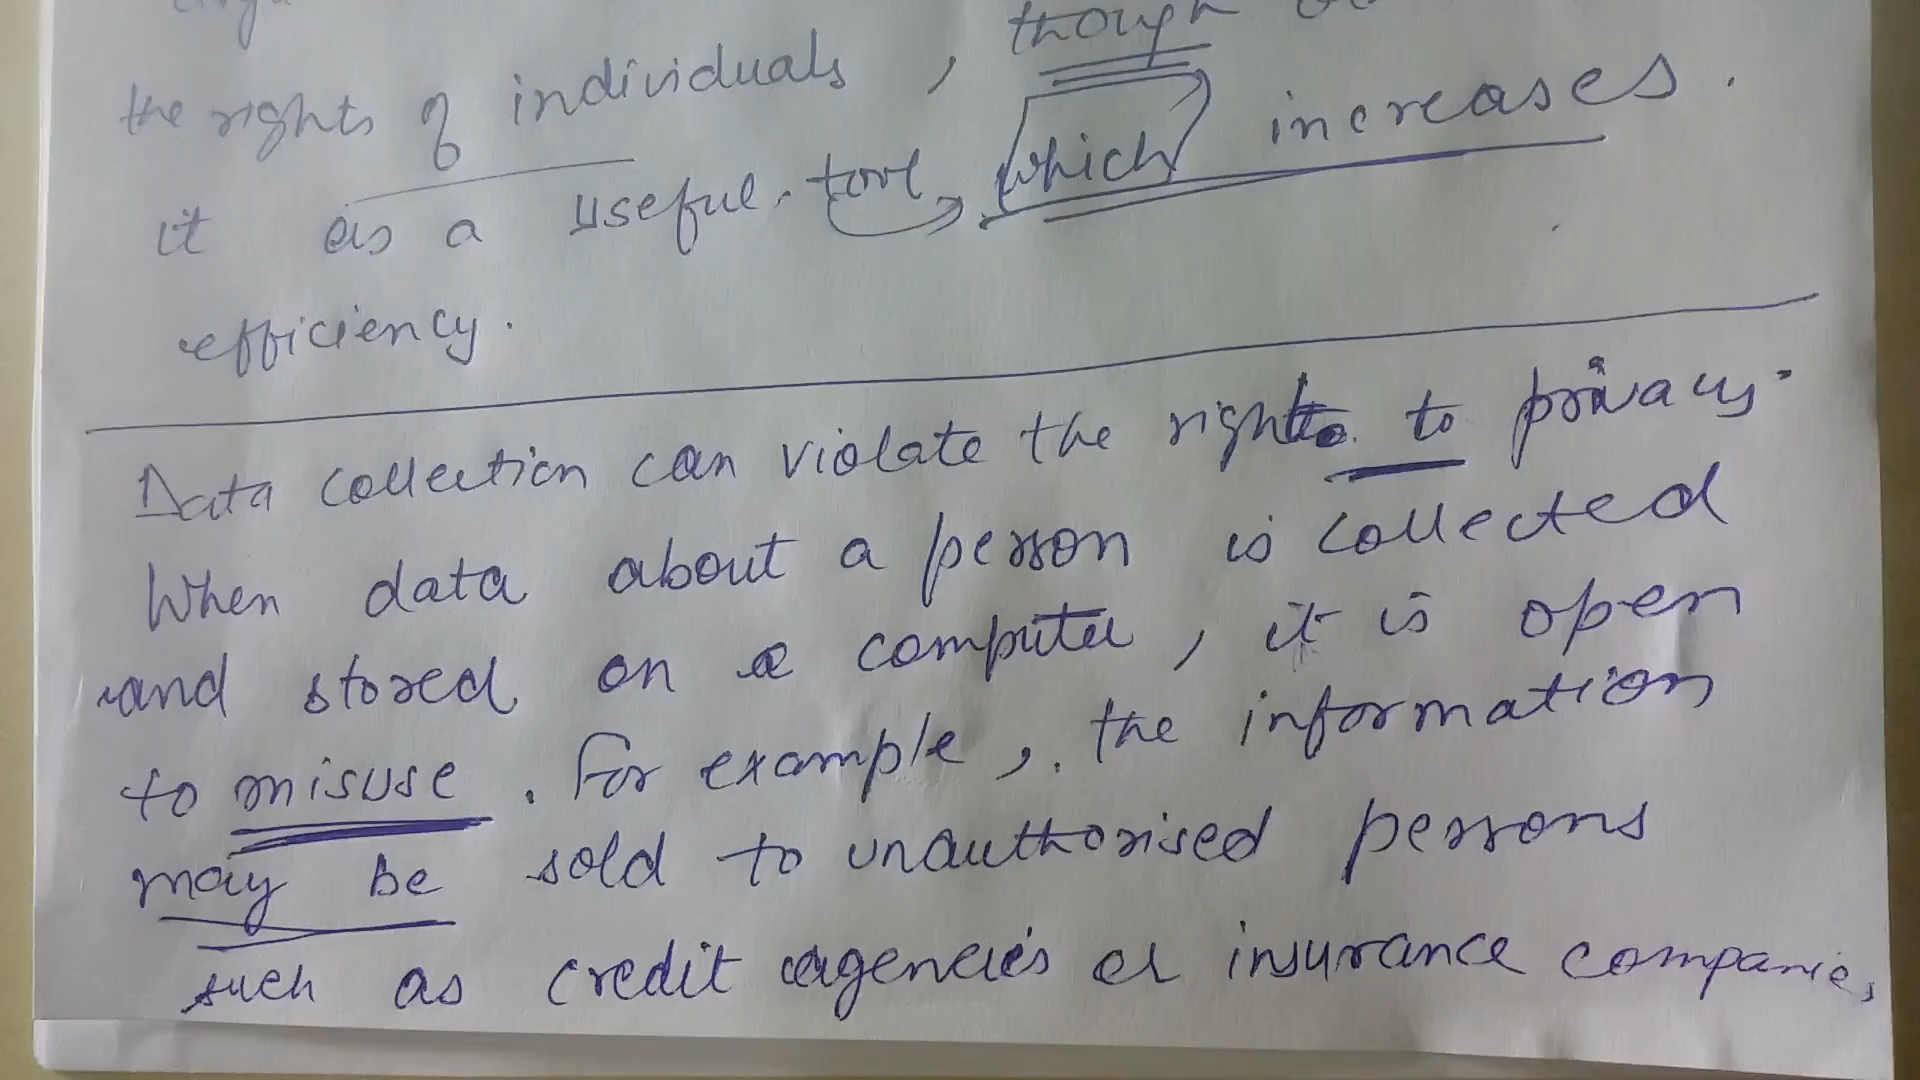 the rights of individuals, though
it is a useful tool, which increases.
efficiency.
Data collection can violate the right to privacy.
When data about a person is collected
and stored on a computer, it is open
to misuse. For example, the information
may be sold to unauthorised persons
such as credit agencies or insurance companies